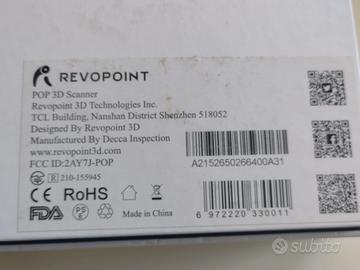 REVOPOINT
POP 3D Scanner
Revopoint 3D Technologies Inc.
TCL Building, Nanshan District Shenzhen 518052
Designed By Revopoint 3D
Manufactured By Decca Inspection
www.revopoint3d.com
FCC ID:2AY7J-POP
R 210-155945
A2152650266400A31
CE RoHS
Made in China
FDA PSE
6 972220 330011
subito